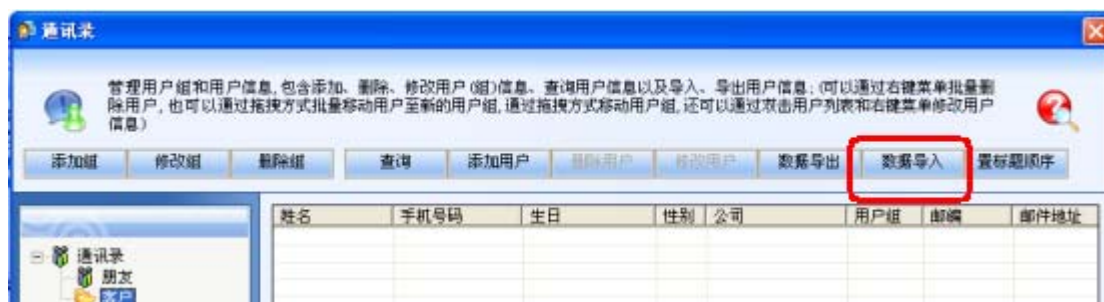 通讯录
管理用户组和用户信息,包含添加、删除、修改用户(组)信息、查询用户信息以及导入、导出用户信息;(可以通过右键菜单批量删
除用户,也可以通过拖拽方式批量移动用户至新的用户组,通过拖拽方式移动用户组,还可以通过双击用户列表和右键菜单修改用户
信息)
添加组 修改组 删除组 查询 添加用户 删除用户 修改用户 数据导出 数据导入 置标题顺序
姓名 手机号码 生日 性别 公司 用户组 邮编 邮件地址
通讯录
朋友
客户